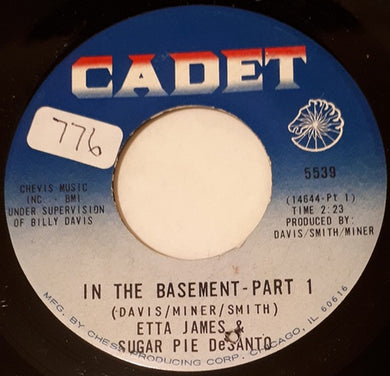 CADET
776
5539
CHEVIS MUSIC
INC. - BMI
UNDER SUPERVISION
OF BILLY DAVIS
(14644-Pt 1)
TIME 2:23
PRODUCED BY:
DAVIS/SMITH/MINER
IN THE BASEMENT-PART 1
(DAVIS/MINER/SMITH)
ETTA JAMES &
SUGAR PIE DeSANTO
MFG. BY CHESS PRODUCING CORP. CHICAGO, IL 60616